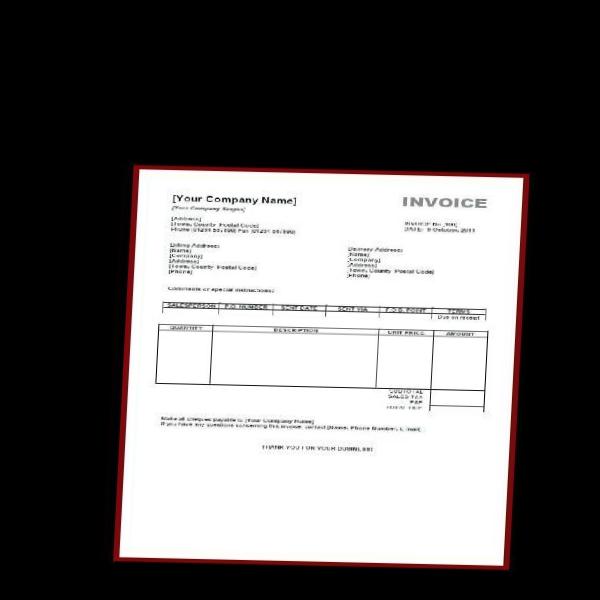 [Your Company Name]
INVOICE
[Your Company Slogan]
[Address]
[Town, County Postal Code]
Phone [01234 567890] Fax [01234 567890]
INVOICE No. [100]
DATE: 9 October 2011
Billing Address:
[Name]
[Company]
[Address]
[Town, County Postal Code]
[Phone]
Delivery Address:
[Name]
[Company]
[Address]
[Town, County Postal Code]
[Phone]
Comments or special instructions:
SALESPERSON P.O. NUMBER SENT DATE SENT VIA F.O.B. POINT TERMS
Due on receipt
QUANTITY DESCRIPTION UNIT PRICE AMOUNT
SUBTOTAL
SALES TAX
P&P
TOTAL DUE
Make all cheques payable to [Your Company Name]
If you have any questions concerning this invoice, contact [Name, Phone Number, E-mail]
THANK YOU FOR YOUR BUSINESS!